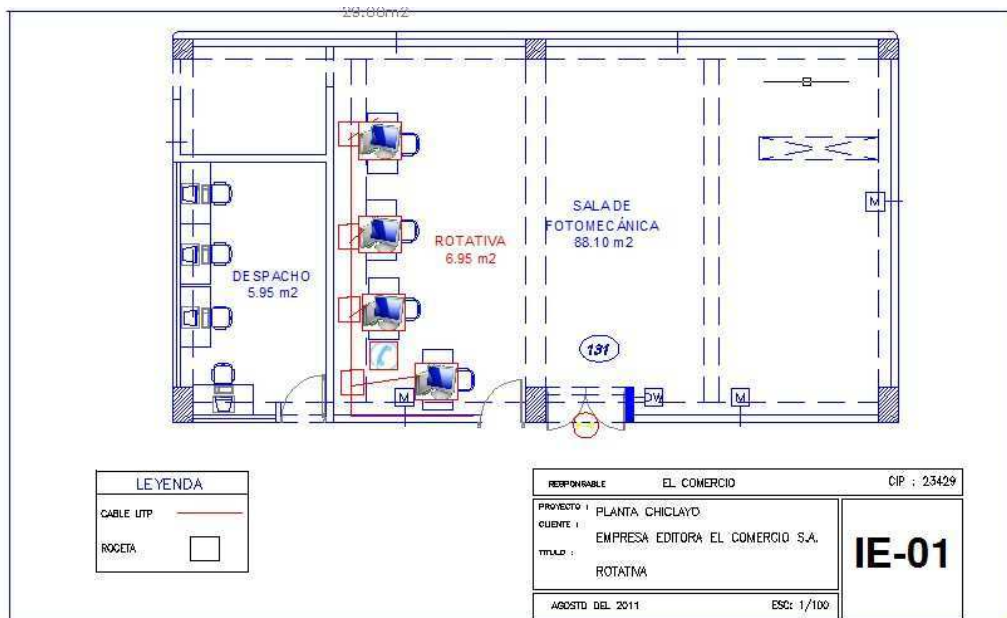 29.00m2
SALA DE
FOTOMECÁNICA
88.10 m2
ROTATIVA
6.95 m2
DESPACHO
5.95 m2
131
M
M
DW
M
LEYENDA
CABLE UTP
ROCETA
RESPONSABLE EL COMERCIO CIP : 23429
PROYECTO : PLANTA CHICLAYO
CLIENTE :
EMPRESA EDITORA EL COMERCIO S.A.
TITULO :
ROTATIVA
IE-01
AGOSTO DEL 2011 ESC: 1/100